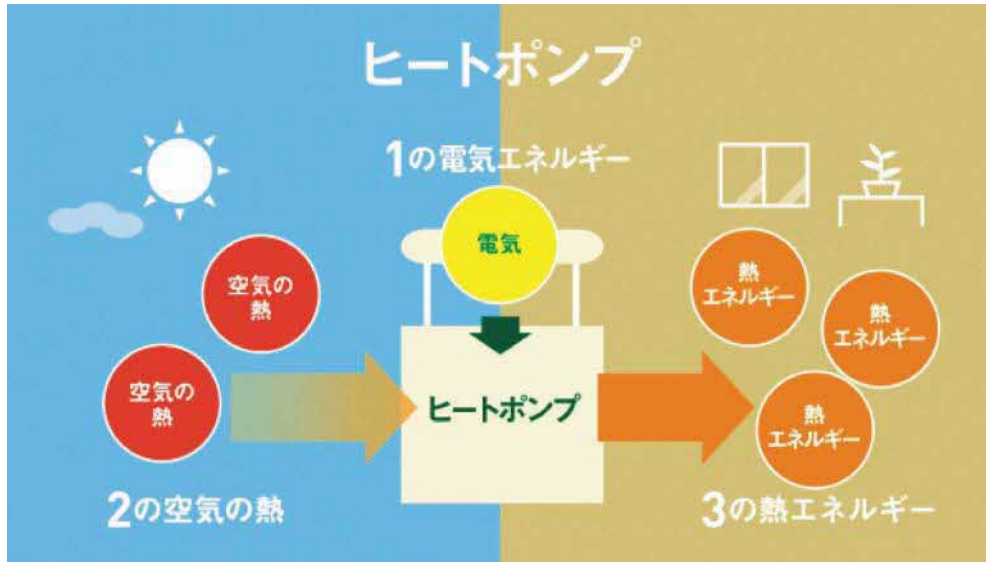 ヒートポンプ
1の電気エネルギー
電気
空気の
熱
空気の
熱
ヒートポンプ
熱
エネルギー
熱
エネルギー
熱
エネルギー
2の空気の熱
3の熱エネルギー